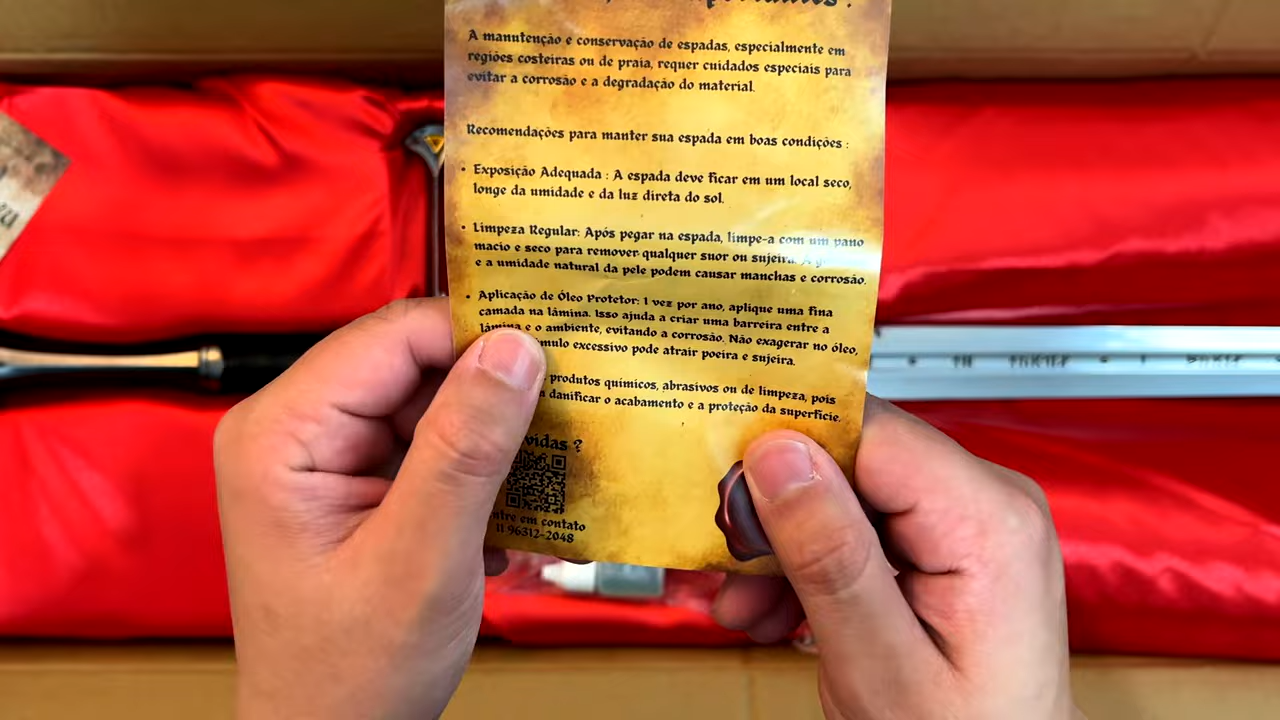 A manutenção e conservação de espadas, especialmente em
regiões costeiras ou de praia, requer cuidados especiais para
evitar a corrosão e a degradação do material.
Recomendações para manter sua espada em boas condições :
• Exposição Adequada : A espada deve ficar em um local seco,
longe da umidade e da luz direta do sol.
• Limpeza Regular: Após pegar na espada, limpe-a com um pano
macio e seco para remover qualquer suor ou sujeira. A
e a umidade natural da pele podem causar manchas e corrosão.
• Aplicação de Óleo Protetor: 1 vez por ano, aplique uma fina
camada na lâmina. Isso ajuda a criar uma barreira entre a
lâmina e o ambiente, evitando a corrosão. Não exagerar no óleo,
excessivo pode atrair poeira e sujeira.
produtos químicos, abrasivos ou de limpeza, pois
danificar o acabamento e a proteção da superfície.
em contato
11 96312-2048